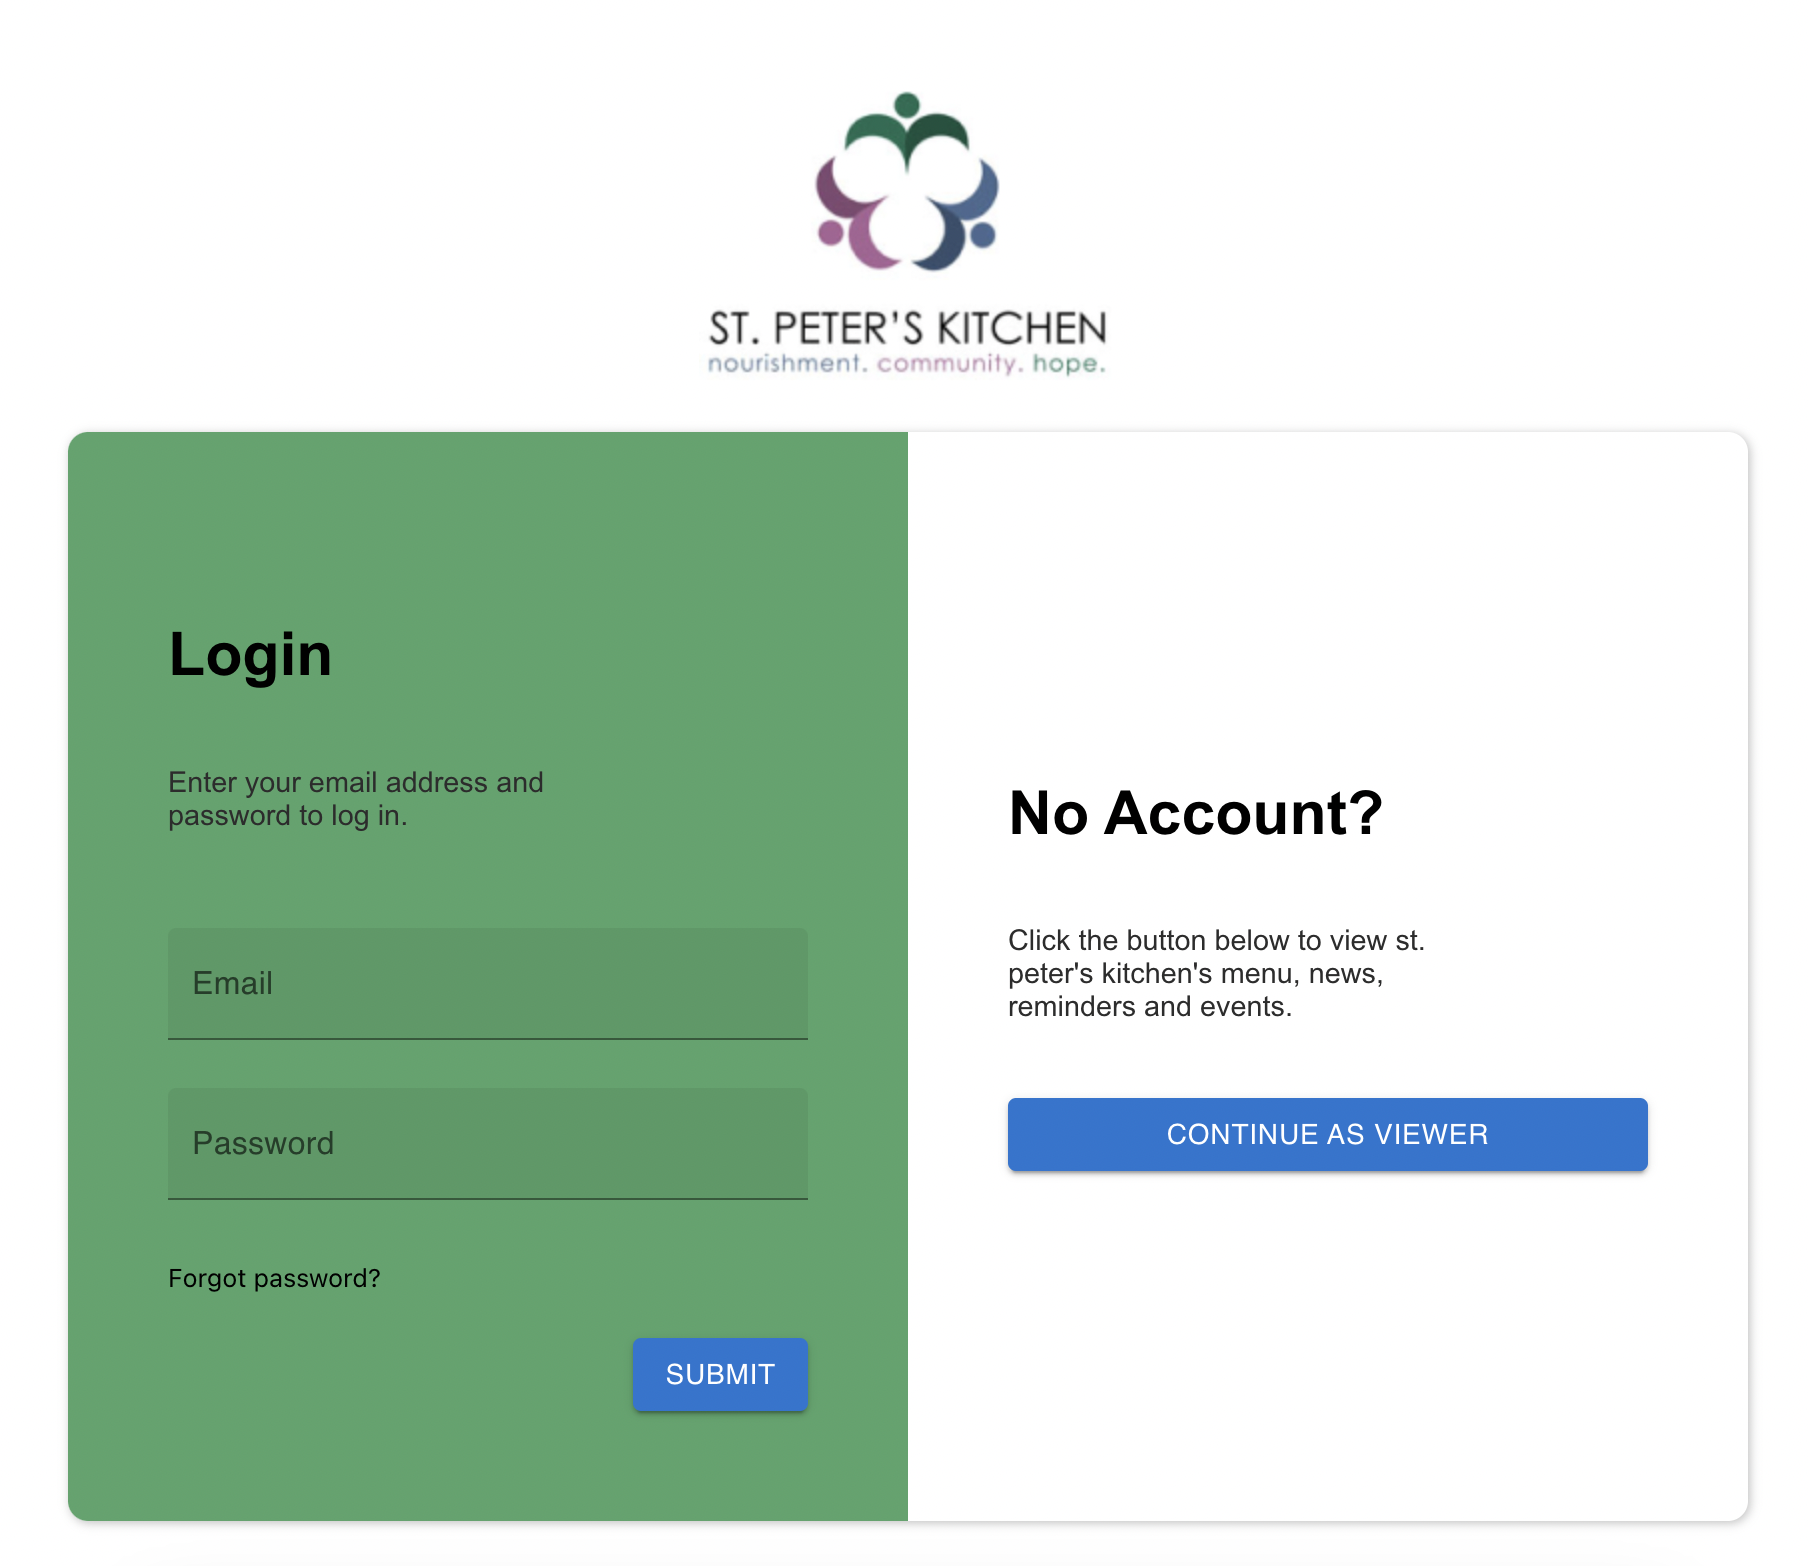 ST. PETER'S KITCHEN
nourishment. community. hope.
Login
Enter your email address and
password to log in.
Email
Password
Forgot password?
SUBMIT
No Account?
Click the button below to view st.
peter's kitchen's menu, news,
reminders and events.
CONTINUE AS VIEWER